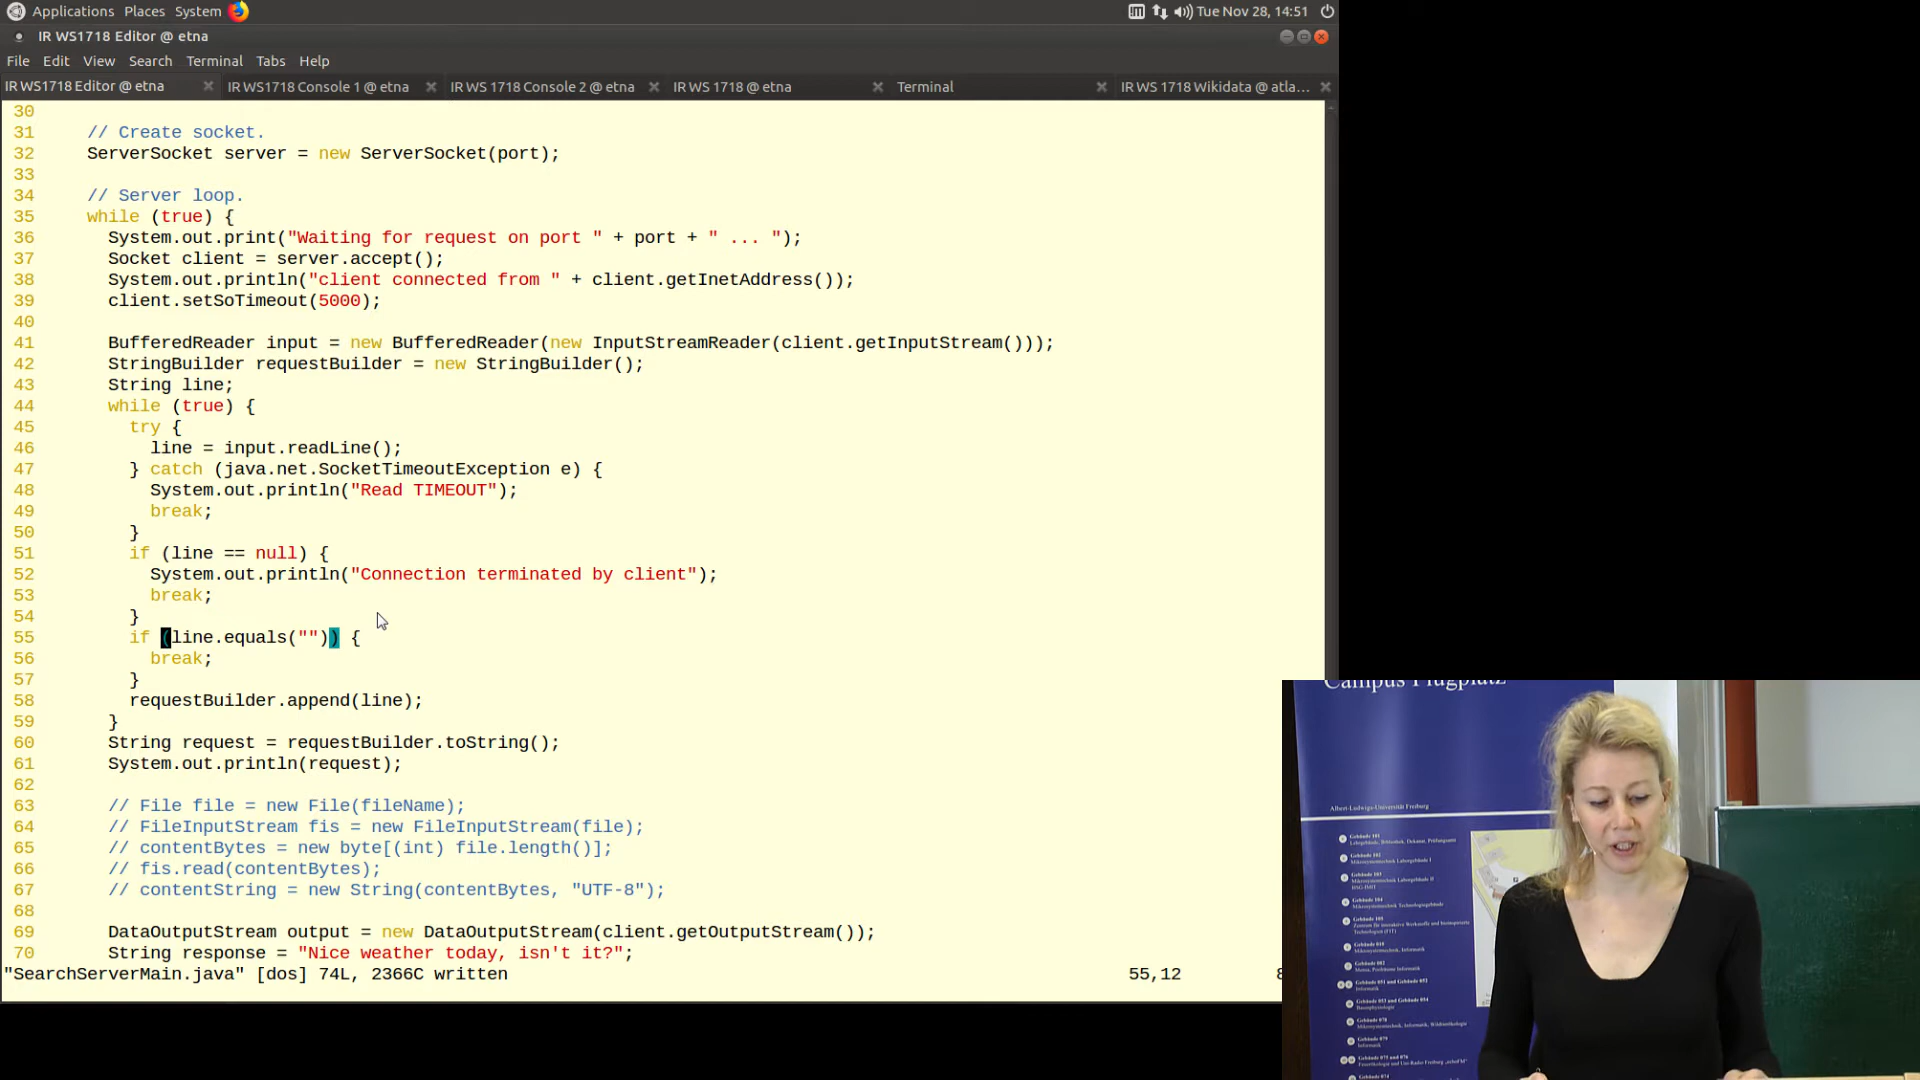 Applications Places System Tue Nov 28, 14:51
IR WS1718 Editor @ etna
File Edit View Search Terminal Tabs Help
IR WS1718 Editor @ etna IR WS1718 Console 1 @ etna IR WS 1718 Console 2 @ etna IR WS 1718 @ etna Terminal IR WS 1718 Wikidata @ atla...
30
31 // Create socket.
32 ServerSocket server = new ServerSocket(port);
33
34 // Server loop.
35 while (true) {
36 System.out.print("Waiting for request on port " + port + " ... ");
37 Socket client = server.accept();
38 System.out.println("client connected from " + client.getInetAddress());
39 client.setSoTimeout(5000);
40
41 BufferedReader input = new BufferedReader(new InputStreamReader(client.getInputStream()));
42 StringBuilder requestBuilder = new StringBuilder();
43 String line;
44 while (true) {
45 try {
46 line = input.readLine();
47 } catch (java.net.SocketTimeoutException e) {
48 System.out.println("Read TIMEOUT");
49 break;
50 }
51 if (line == null) {
52 System.out.println("Connection terminated by client");
53 break;
54 }
55 if (line.equals("")) {
56 break;
57 }
58 requestBuilder.append(line);
59 }
60 String request = requestBuilder.toString();
61 System.out.println(request);
62
63 // File file = new File(fileName);
64 // FileInputStream fis = new FileInputStream(file);
65 // contentBytes = new byte[(int) file.length()];
66 // fis.read(contentBytes);
67 // contentString = new String(contentBytes, "UTF-8");
68
69 DataOutputStream output = new DataOutputStream(client.getOutputStream());
70 String response = "Nice weather today, isn't it?";
"SearchServerMain.java" [dos] 74L, 2366C written 55,12 8
Campus Flugplatz
Albert-Ludwigs-Universität Freiburg